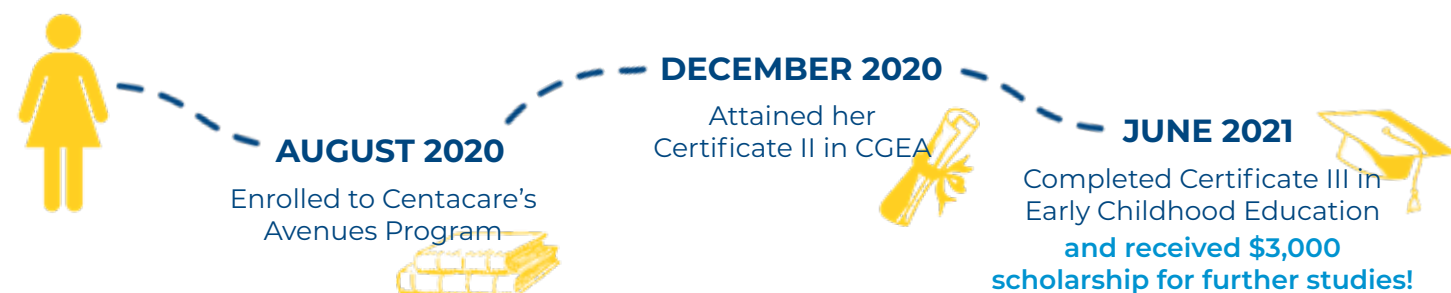 AUGUST 2020
Enrolled to Centacare's
Avenues Program
DECEMBER 2020
Attained her
Certificate II in CGEA
JUNE 2021
Completed Certificate III in
Early Childhood Education
and received $3,000
scholarship for further studies!